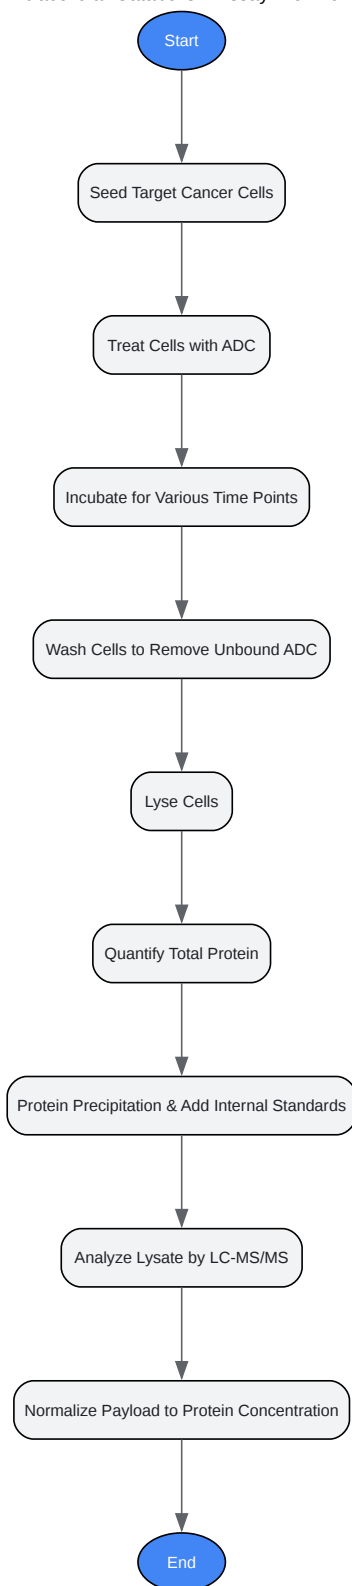 Start
Seed Target Cancer Cells
Treat Cells with ADC
Incubate for Various Time Points
Wash Cells to Remove Unbound ADC
Lyse Cells
Quantify Total Protein
Protein Precipitation & Add Internal Standards
Analyze Lysate by LC-MS/MS
Normalize Payload to Protein Concentration
End